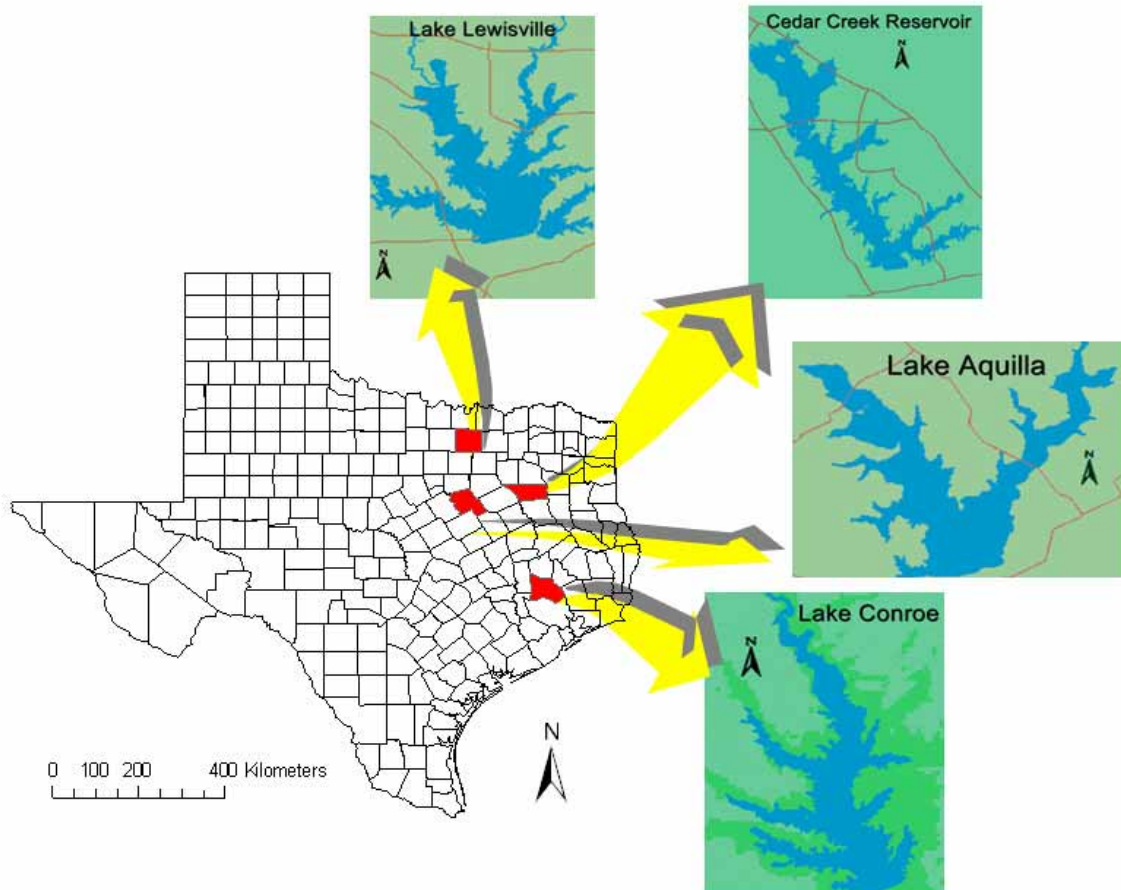 Lake Lewisville
N
Cedar Creek Reservoir
N
Lake Aquilla
N
Lake Conroe
N
N
0 100 200 400 Kilometers